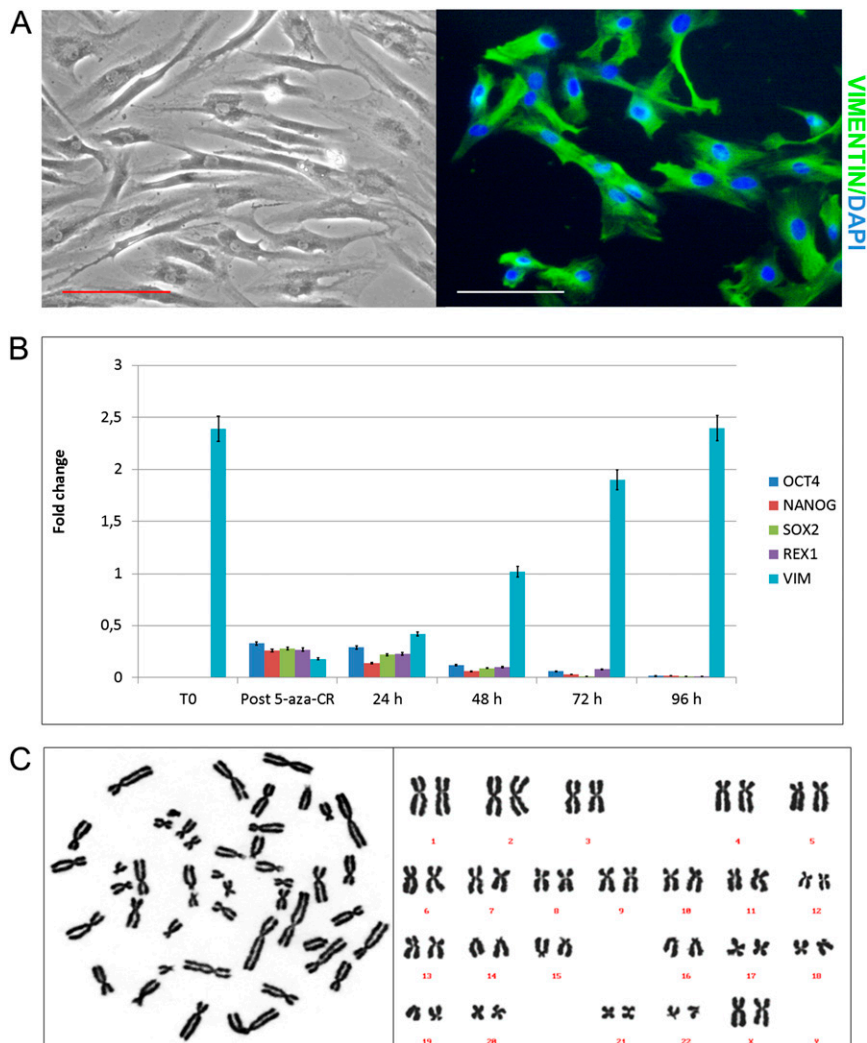 A
VIMENTIN/DAPI
B
Fold change
3
2,5
2
1,5
1
0,5
0
T0 Post 5-aza-CR 24 h 48 h 72 h 96 h
OCT4
NANOG
SOX2
REX1
VIM
C
1 2 3 4 5
6 7 8 9 10 11 12
13 14 15 16 17 18
19 20 21 22 X Y